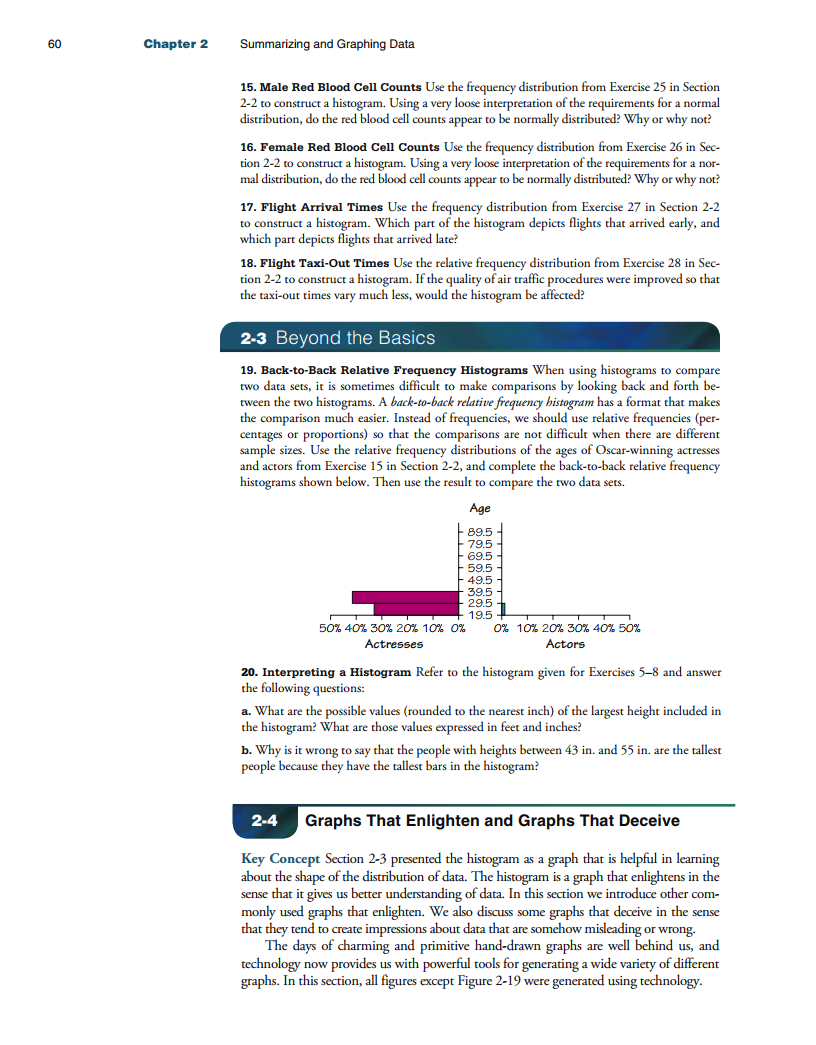 60 Chapter 2 Summarizing and Graphing Data
15. Male Red Blood Cell Counts Use the frequency distribution from Exercise 25 in Section
2-2 to construct a histogram. Using a very loose interpretation of the requirements for a normal
distribution, do the red blood cell counts appear to be normally distributed? Why or why not?
16. Female Red Blood Cell Counts Use the frequency distribution from Exercise 26 in Sec-
tion 2-2 to construct a histogram. Using a very loose interpretation of the requirements for a nor-
mal distribution, do the red blood cell counts appear to be normally distributed? Why or why not?
17. Flight Arrival Times Use the frequency distribution from Exercise 27 in Section 2-2
to construct a histogram. Which part of the histogram depicts flights that arrived early, and
which part depicts flights that arrived late?
18. Flight Taxi-Out Times Use the relative frequency distribution from Exercise 28 in Sec-
tion 2-2 to construct a histogram. If the quality of air traffic procedures were improved so that
the taxi-out times vary much less, would the histogram be affected?
2-3 Beyond the Basics
19. Back-to-Back Relative Frequency Histograms When using histograms to compare
two data sets, it is sometimes difficult to make comparisons by looking back and forth be-
tween the two histograms. A back-to-back relative frequency histogram has a format that makes
the comparison much easier. Instead of frequencies, we should use relative frequencies (per-
centages or proportions) so that the comparisons are not difficult when there are different
sample sizes. Use the relative frequency distributions of the ages of Oscar-winning actresses
and actors from Exercise 15 in Section 2-2, and complete the back-to-back relative frequency
histograms shown below. Then use the result to compare the two data sets.
Age
89.5
79.5
69.5
59.5
49.5
39.5
29.5
19.5
50% 40% 30% 20% 10% 0% 0% 10% 20% 30% 40% 50%
Actresses Actors
20. Interpreting a Histogram Refer to the histogram given for Exercises 5–8 and answer
the following questions:
a. What are the possible values (rounded to the nearest inch) of the largest height included in
the histogram? What are those values expressed in feet and inches?
b. Why is it wrong to say that the people with heights between 43 in. and 55 in. are the tallest
people because they have the tallest bars in the histogram?
2-4 Graphs That Enlighten and Graphs That Deceive
Key Concept Section 2-3 presented the histogram as a graph that is helpful in learning
about the shape of the distribution of data. The histogram is a graph that enlightens in the
sense that it gives us better understanding of data. In this section we introduce other com-
monly used graphs that enlighten. We also discuss some graphs that deceive in the sense
that they tend to create impressions about data that are somehow misleading or wrong.
The days of charming and primitive hand-drawn graphs are well behind us, and
technology now provides us with powerful tools for generating a wide variety of different
graphs. In this section, all figures except Figure 2-19 were generated using technology.